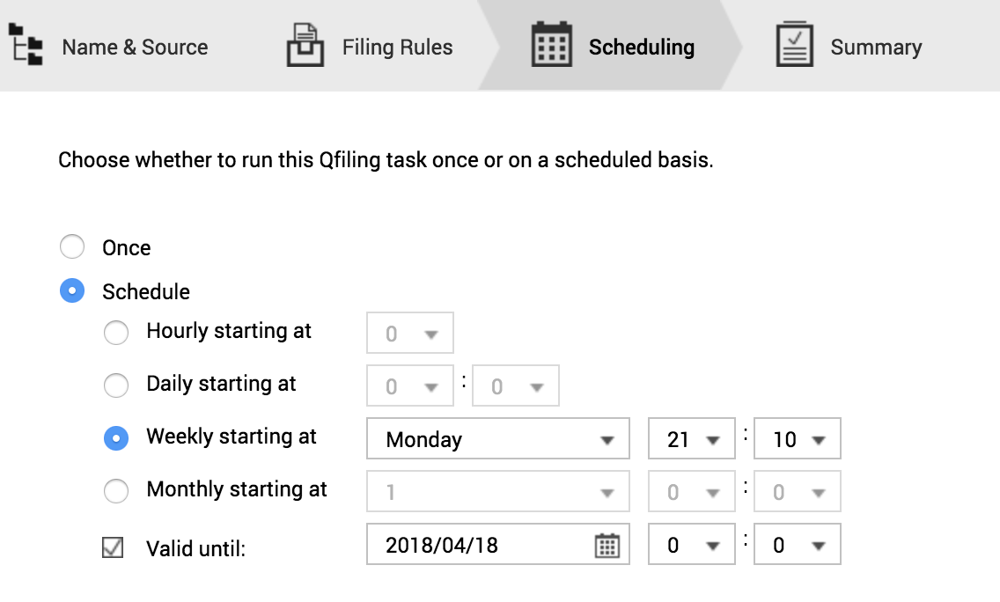 Name & Source Filing Rules Scheduling Summary
Choose whether to run this Qfiling task once or on a scheduled basis.
Once
Schedule
Hourly starting at 0
Daily starting at 0 : 0
Weekly starting at Monday 21 : 10
Monthly starting at 1 0 : 0
Valid until: 2018/04/18 0 : 0